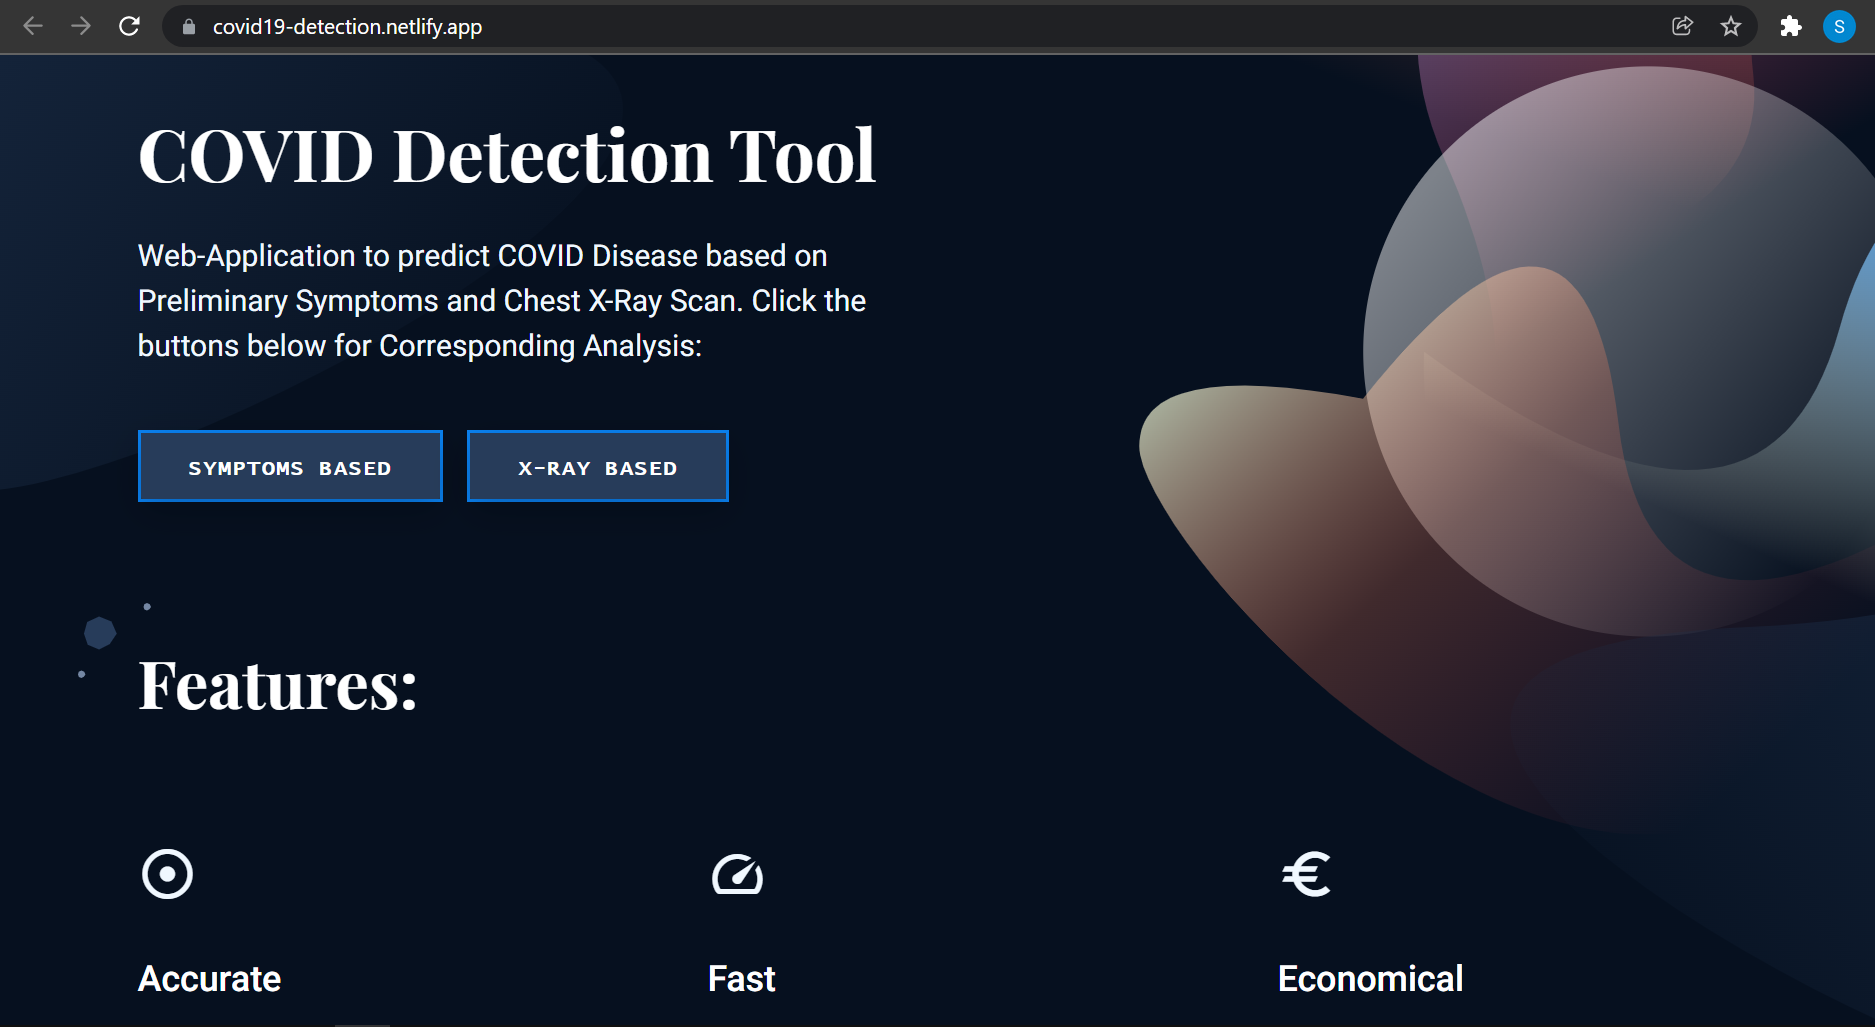 covid19-detection.netlify.app
S
COVID Detection Tool
Web-Application to predict COVID Disease based on
Preliminary Symptoms and Chest X-Ray Scan. Click the
buttons below for Corresponding Analysis:
SYMPTOMS BASED
X-RAY BASED
Features:
Accurate
Fast
Economical